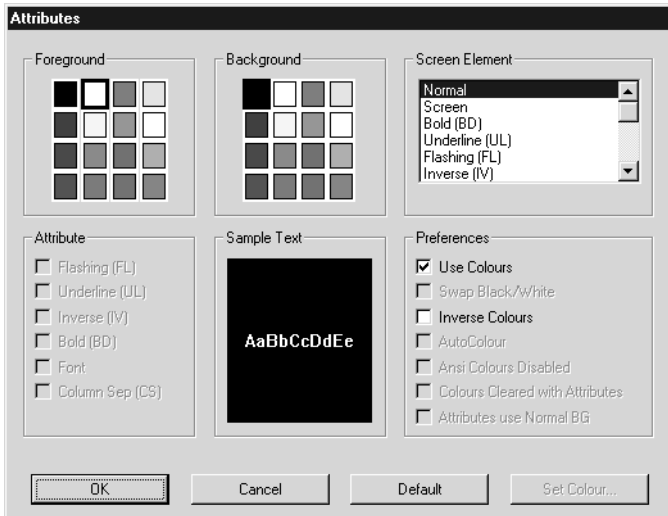 Attributes
Foreground
Background
Screen Element
Normal
Screen
Bold (BD)
Underline (UL)
Flashing (FL)
Inverse (IV)
Attribute
Flashing (FL)
Underline (UL)
Inverse (IV)
Bold (BD)
Font
Column Sep (CS)
Sample Text
AaBbCcDdEe
Preferences
Use Colours
Swap Black/White
Inverse Colours
AutoColour
Ansi Colours Disabled
Colours Cleared with Attributes
Attributes use Normal BG
OK
Cancel
Default
Set Colour...